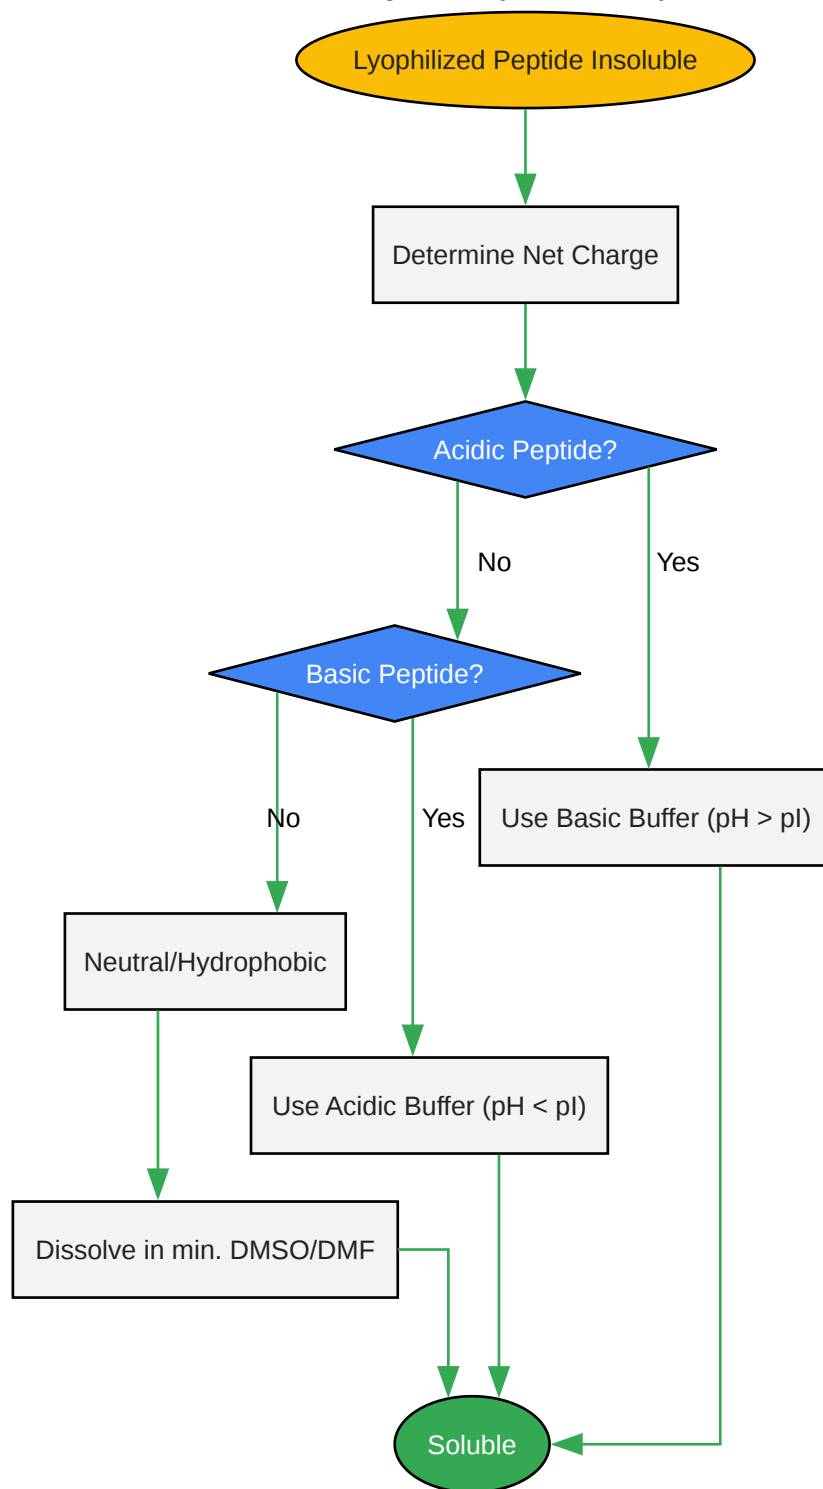 Lyophilized Peptide Insoluble
Determine Net Charge
Acidic Peptide?
No
Yes
Basic Peptide?
No
Yes
Use Basic Buffer (pH > pI)
Neutral/Hydrophobic
Use Acidic Buffer (pH < pI)
Dissolve in min. DMSO/DMF
Soluble